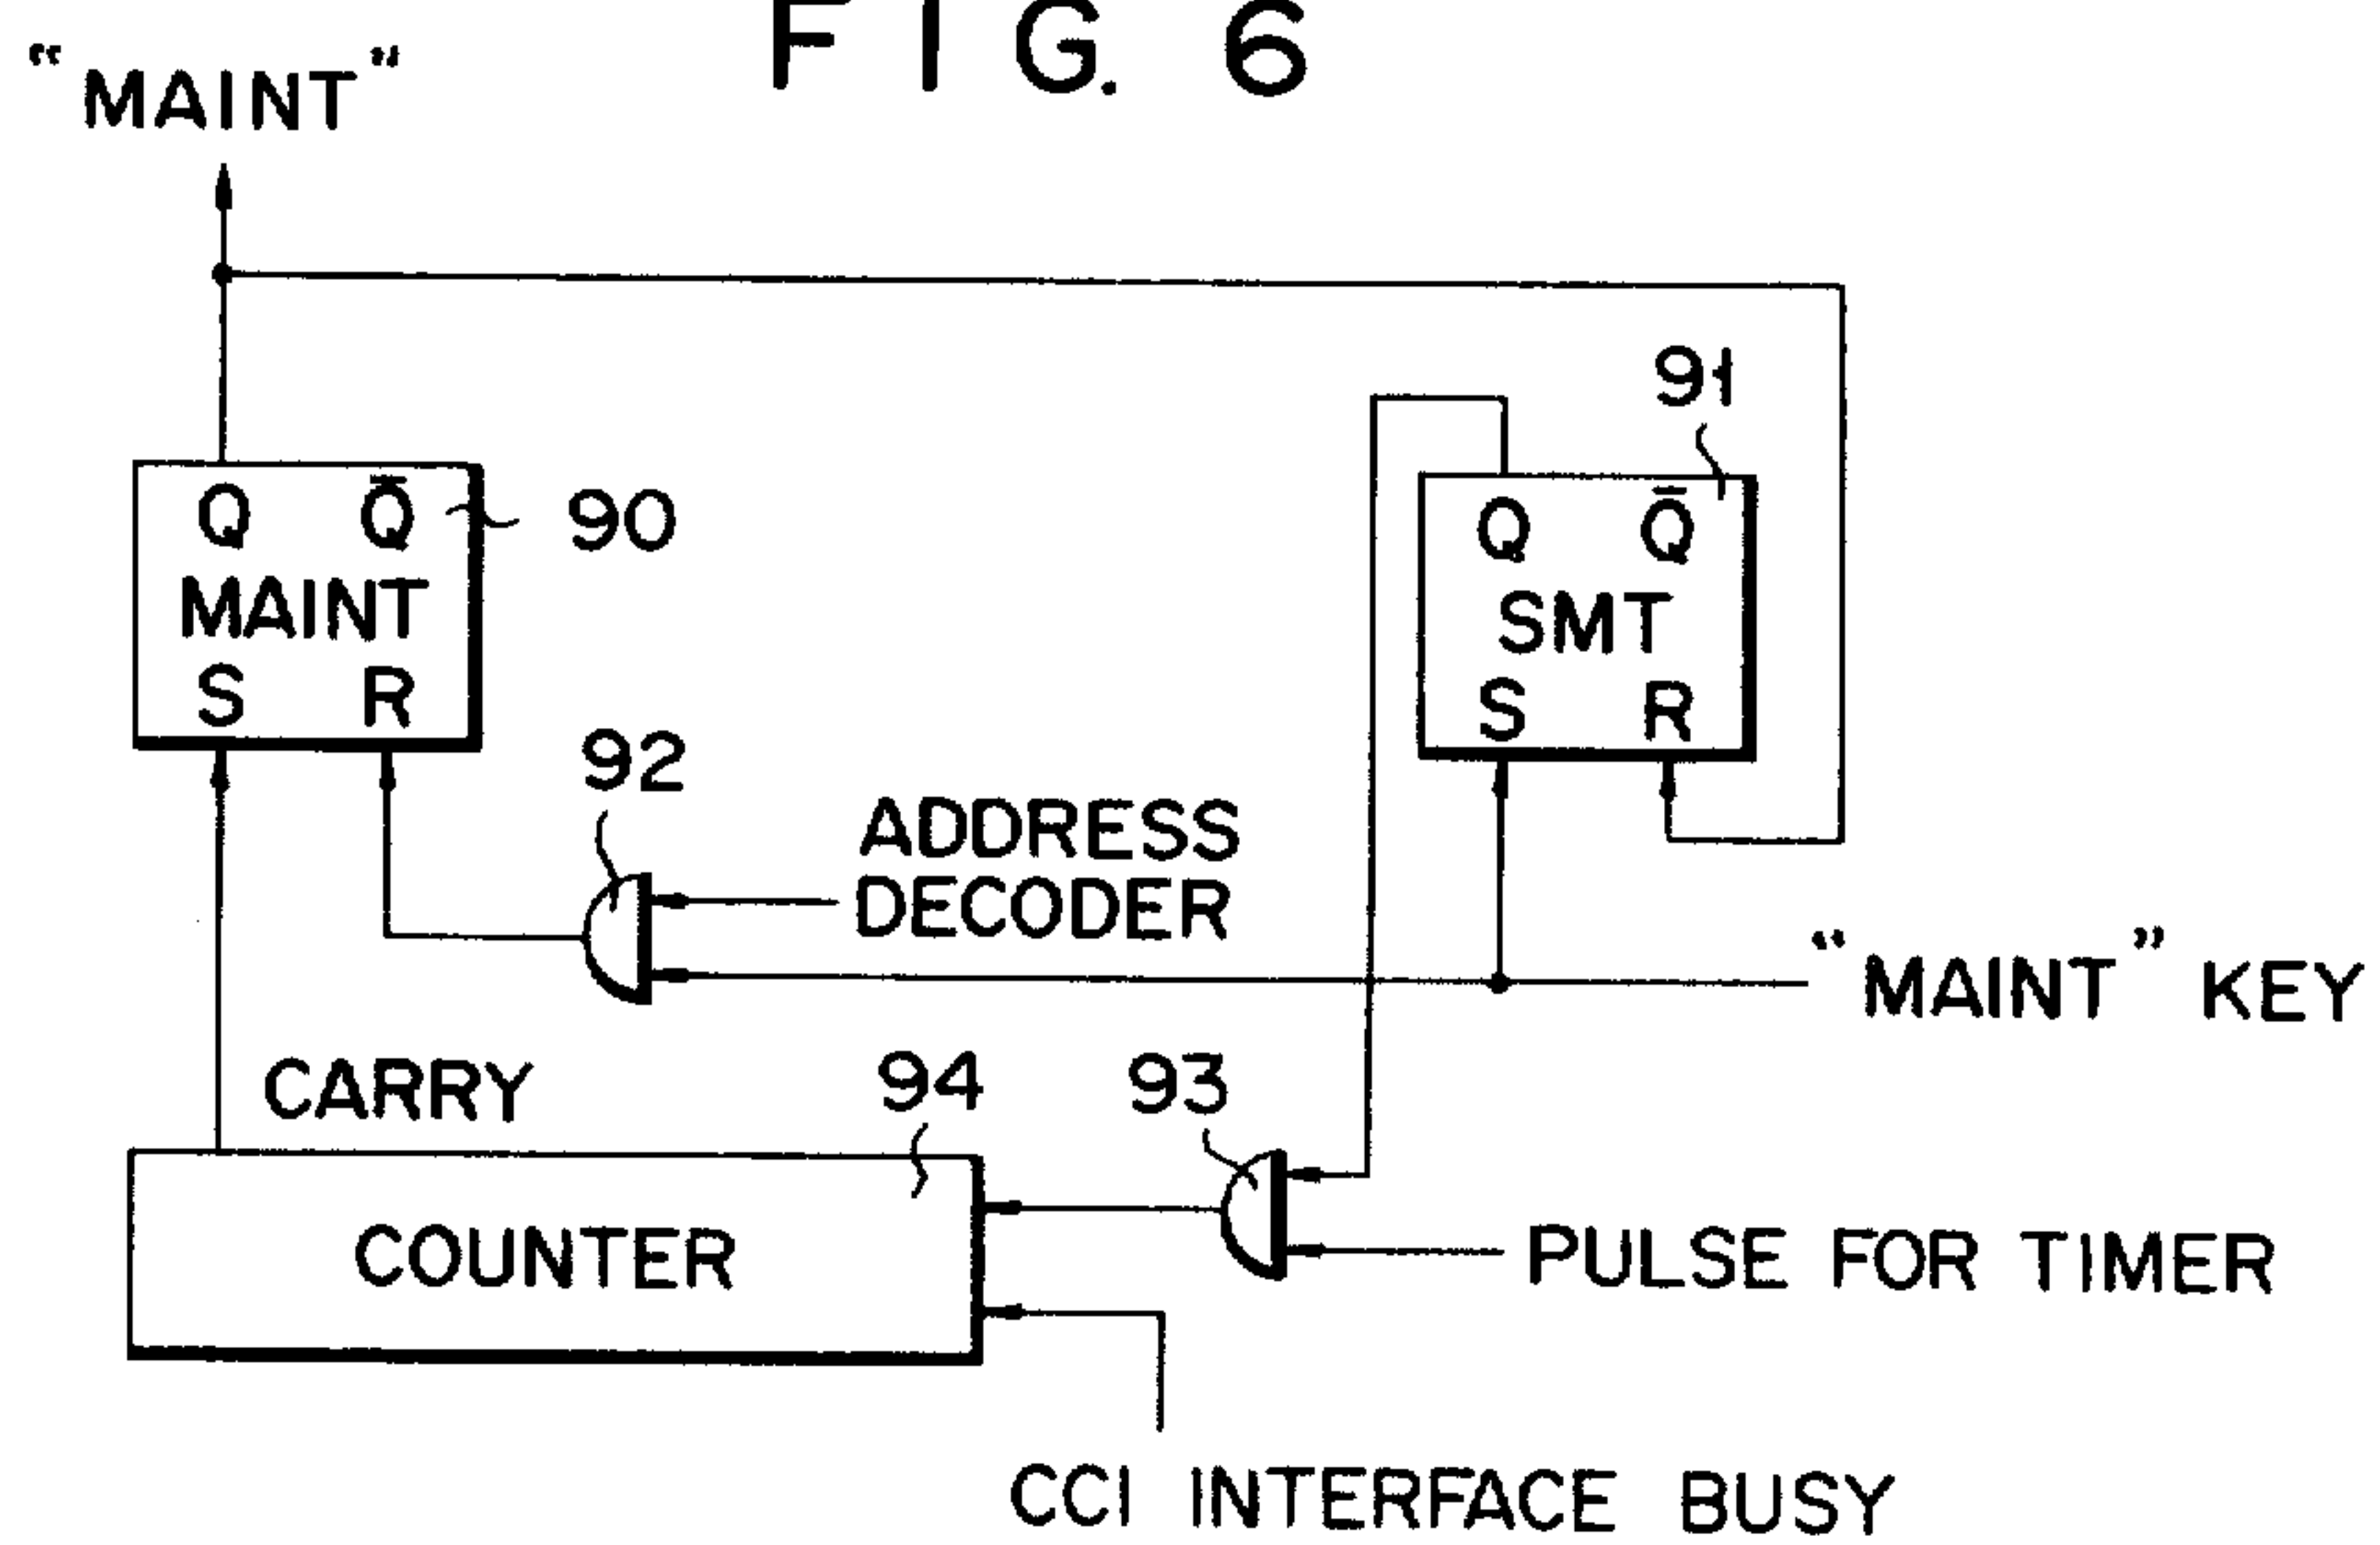 FIG. 6
“MAINT“
91
Q Q̄
90
MAINT
S R
Q Q̄
SMT
S R
92
ADDRESS
DECODER
“MAINT” KEY
CARRY
94
93
COUNTER
PULSE FOR TIMER
CCI INTERFACE BUSY